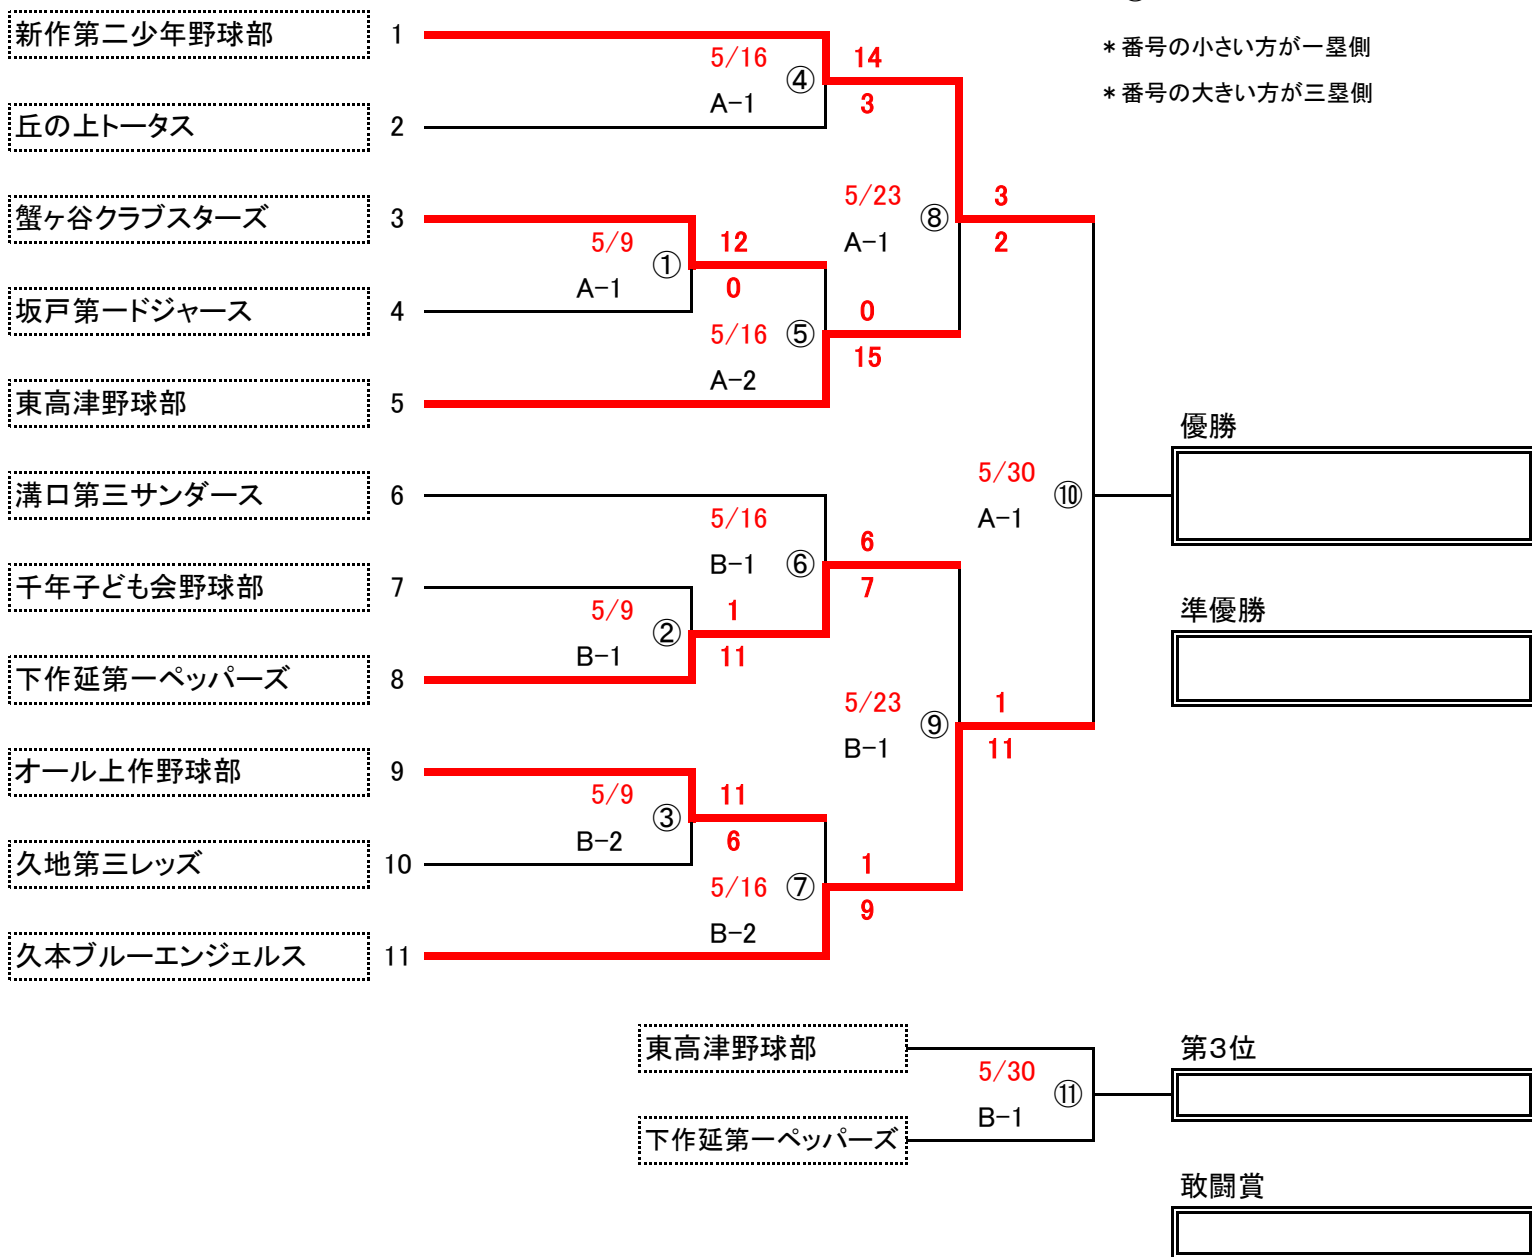 新作第二少年野球部 1
5/16 ④ 14
A-1 3
＊番号の小さい方が一塁側
＊番号の大きい方が三塁側
丘の上トータス 2
蟹ヶ谷クラブスターズ 3
5/9 ① 12
A-1 0
5/23 ⑧ 3
A-1 2
坂戸第一ドジャース 4
5/16 ⑤ 0
A-2 15
東高津野球部 5
優勝
溝口第三サンダース 6
5/16 6
B-1 ⑥ 7
5/30 ⑩
A-1
千年子ども会野球部 7
5/9 ② 1
B-1 11
準優勝
下作延第一ペッパーズ 8
5/23 ⑨ 1
B-1 11
オール上作野球部 9
5/9 ③ 11
B-2 6
久地第三レッズ 10
5/16 ⑦ 1
B-2 9
久本ブルーエンジェルス 11
東高津野球部
5/30 ⑪
B-1
第3位
下作延第一ペッパーズ
敢闘賞